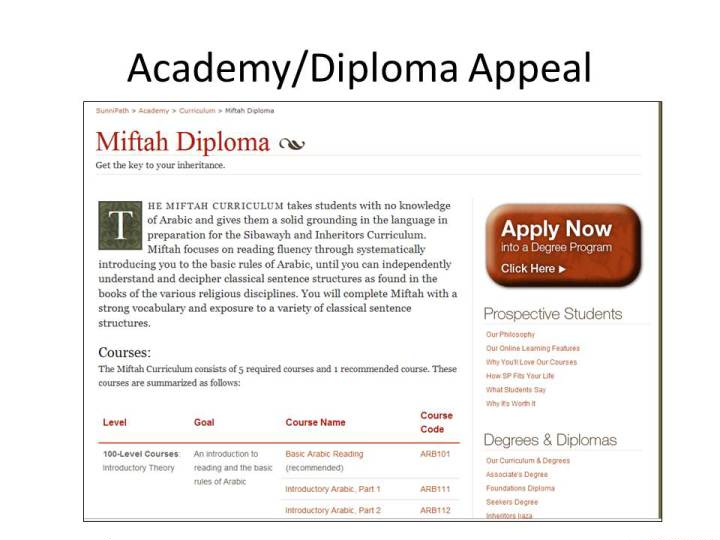 Academy/Diploma Appeal
SunniPath > Academy > Curriculum > Miftah Diploma
Miftah Diploma
Get the key to your inheritance.
THE MIFTAH CURRICULUM takes students with no knowledge
of Arabic and gives them a solid grounding in the language in
preparation for the Sibawayh and Inheritors Curriculum.
Miftah focuses on reading fluency through systematically
introducing you to the basic rules of Arabic, until you can independently
understand and decipher classical sentence structures as found in the
books of the various religious disciplines. You will complete Miftah with a
strong vocabulary and exposure to a variety of classical sentence
structures.
Courses:
The Miftah Curriculum consists of 5 required courses and 1 recommended course. These
courses are summarized as follows:
Level Goal Course Name Course Code
100-Level Courses: An introduction to Basic Arabic Reading ARB101
Introductory Theory reading and the basic (recommended)
rules of Arabic
Introductory Arabic, Part 1 ARB111
Introductory Arabic, Part 2 ARB112
Apply Now
into a Degree Program
Click Here ►
Prospective Students
Our Philosophy
Our Online Learning Features
Why You'll Love Our Courses
How SP Fits Your Life
What Students Say
Why It's Worth It
Degrees & Diplomas
Our Curriculum & Degrees
Associate's Degree
Foundations Diploma
Seekers Degree
Inheritors Ijaza